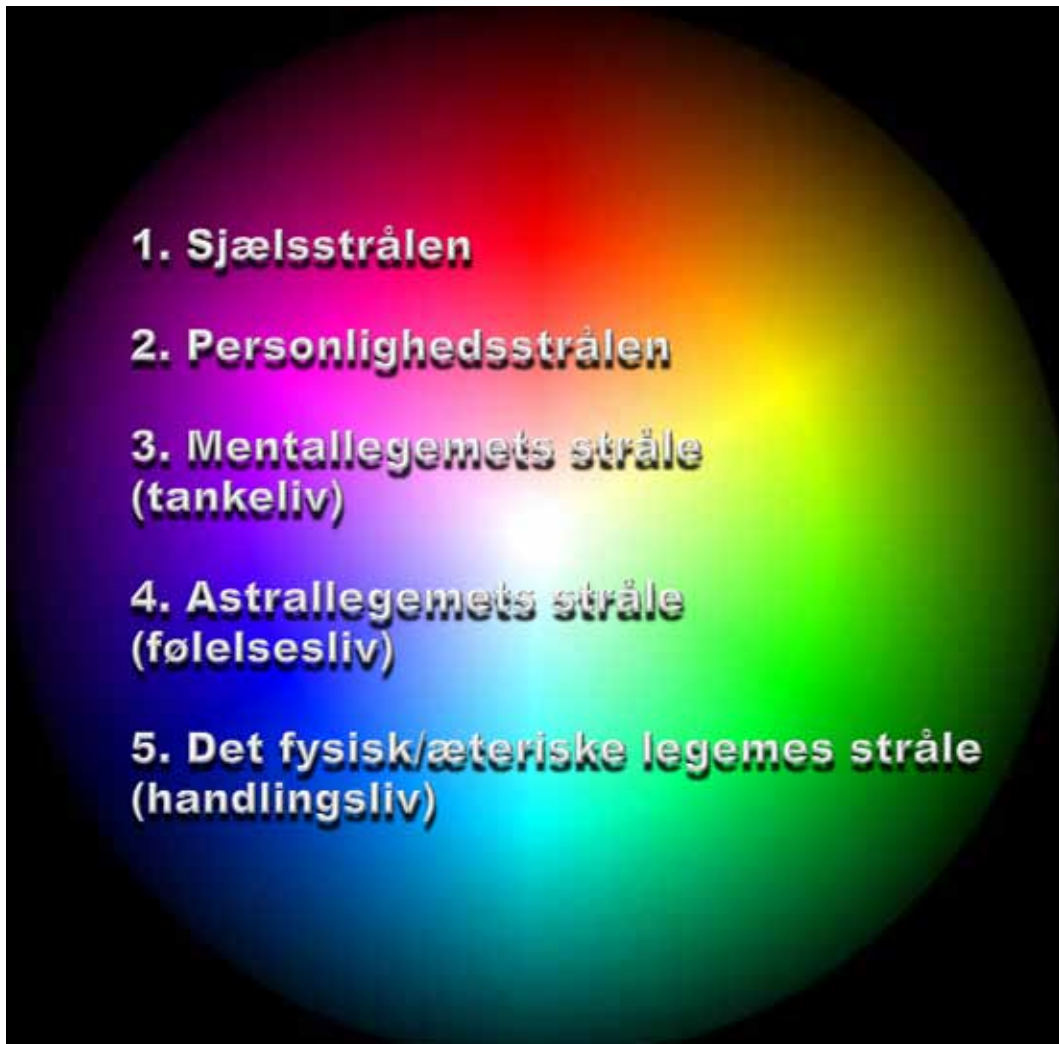 1. Sjælsstrålen
2. Personlighedsstrålen
3. Mentallegemets stråle
(tankeliv)
4. Astrallegemets stråle
(følelsesliv)
5. Det fysisk/æteriske legemes stråle
(handlingsliv)